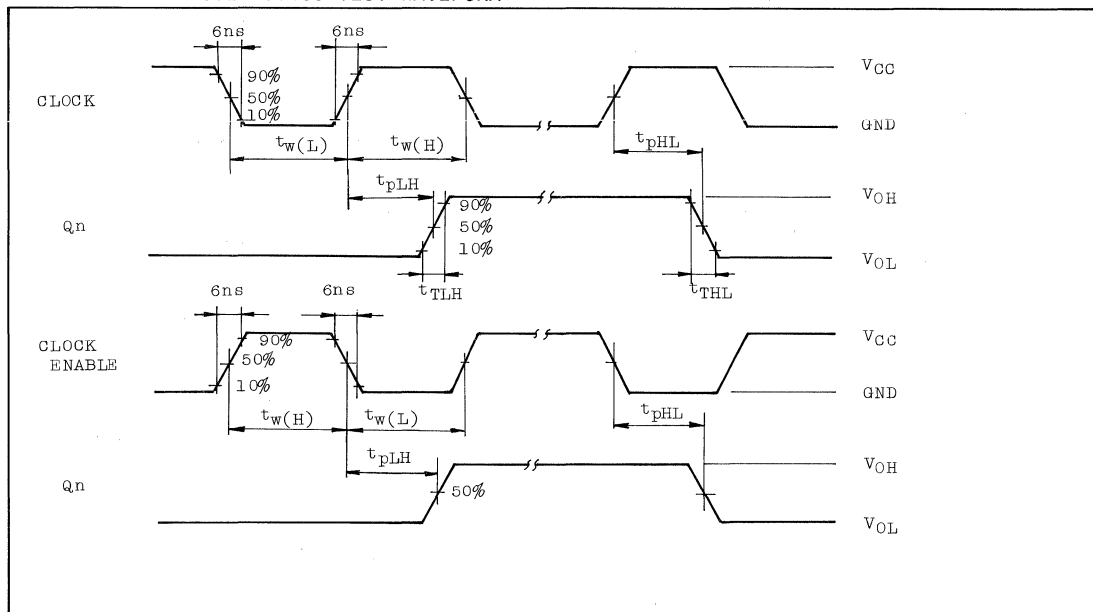 6ns 6ns
90%
50%
10%
CLOCK
VCC
GND
tw(L) tw(H) tpHL
tpLH
Qn
90%
50%
10%
VOH
VOL
tTLH tTHL
6ns 6ns
CLOCK
ENABLE
90%
50%
10%
VCC
GND
tw(H) tw(L) tpHL
tpLH
Qn
50%
VOH
VOL